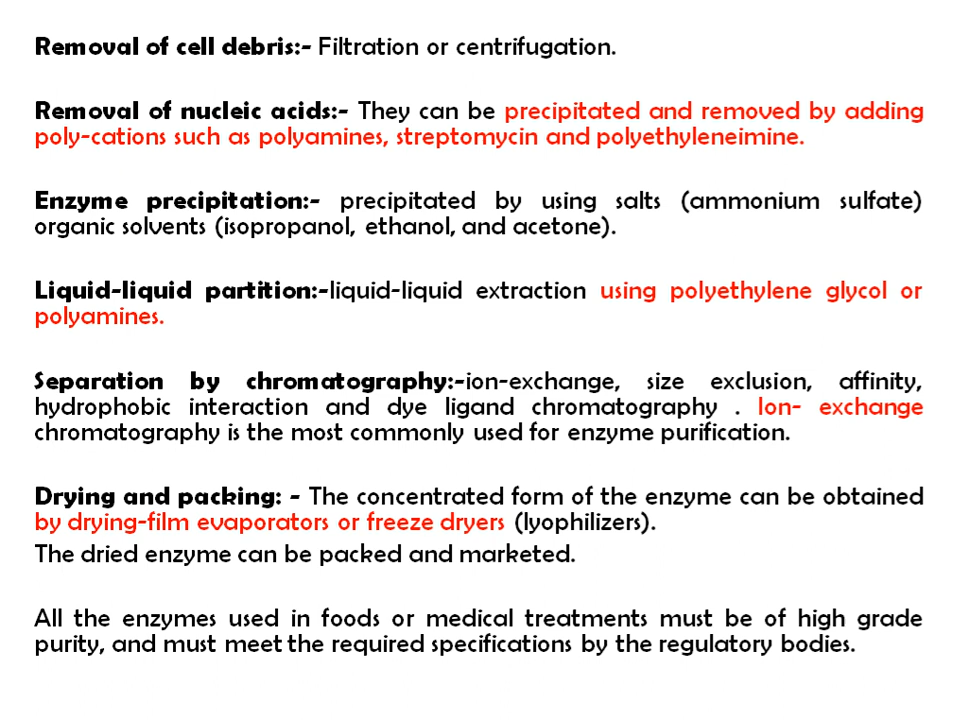 Removal of cell debris:- Filtration or centrifugation.
Removal of nucleic acids:- They can be precipitated and removed by adding
poly-cations such as polyamines, streptomycin and polyethyleneimine.
Enzyme precipitation:- precipitated by using salts (ammonium sulfate)
organic solvents (isopropanol, ethanol, and acetone).
Liquid-liquid partition:-liquid-liquid extraction using polyethylene glycol or
polyamines.
Separation by chromatography:-ion-exchange, size exclusion, affinity,
hydrophobic interaction and dye ligand chromatography . Ion- exchange
chromatography is the most commonly used for enzyme purification.
Drying and packing: - The concentrated form of the enzyme can be obtained
by drying-film evaporators or freeze dryers (lyophilizers).
The dried enzyme can be packed and marketed.
All the enzymes used in foods or medical treatments must be of high grade
purity, and must meet the required specifications by the regulatory bodies.